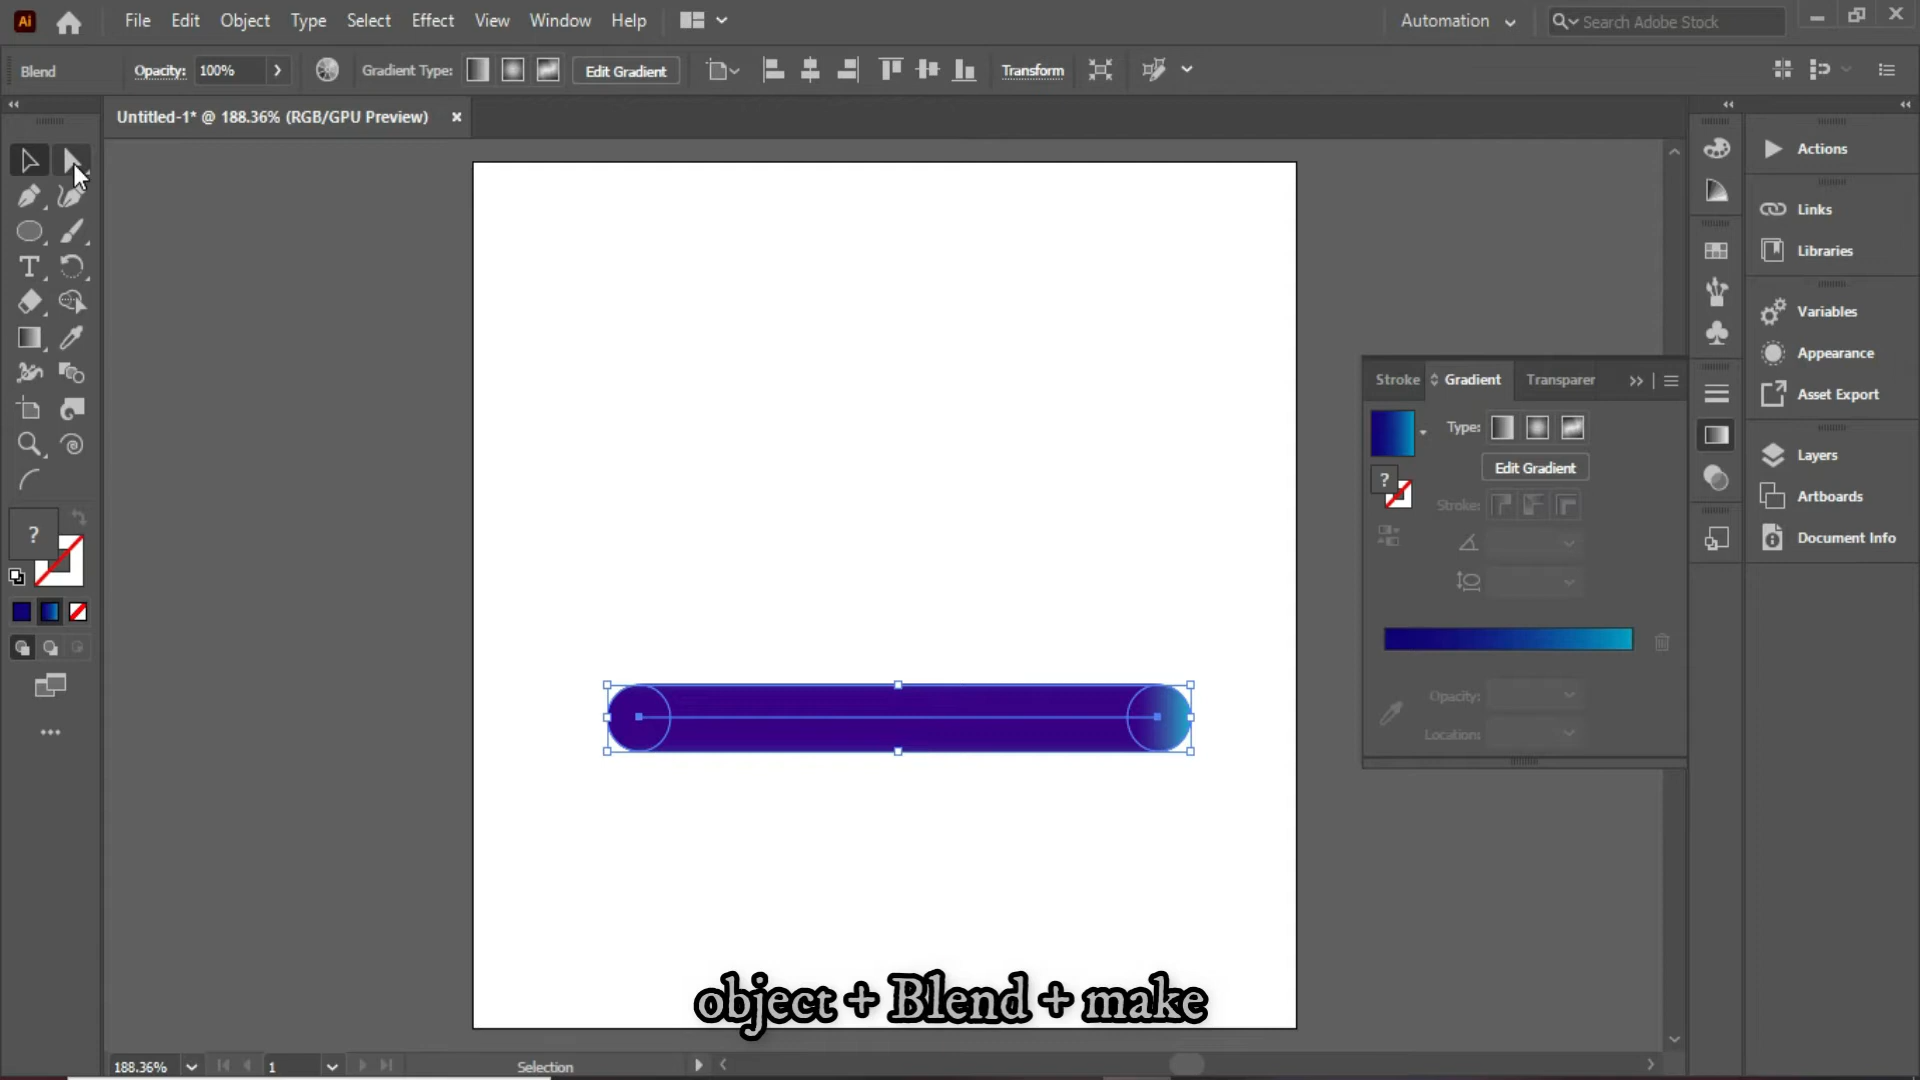 Ai File Edit Object Type Select Effect View Window Help Automation Search Adobe Stock
Blend Opacity: 100% Gradient Type: Edit Gradient Transform
Untitled-1* @ 188.36% (RGB/GPU Preview)
Actions
Links
Libraries
Variables
Appearance
Asset Export
Layers
Artboards
Document Info
Stroke Gradient Transparer
Type:
Edit Gradient
?
Stroke:
Opacity:
Location:
T
?
object + Blend + make
188.36% 1 Selection